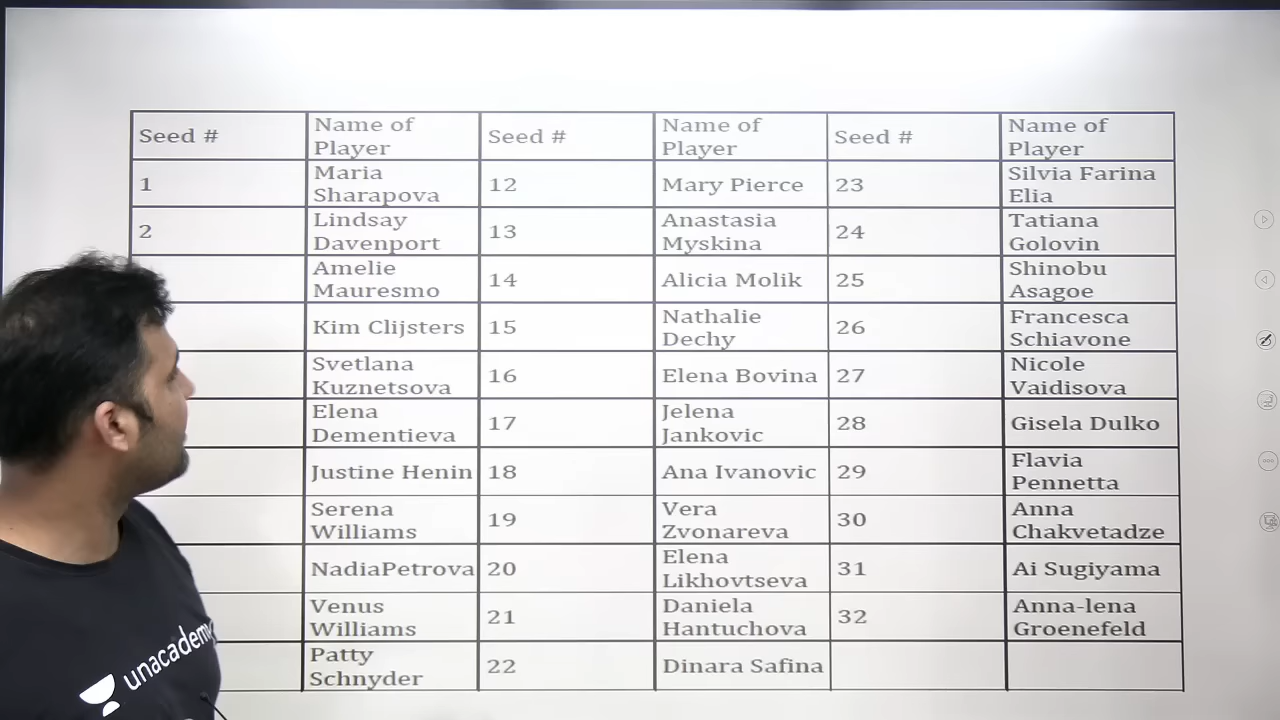 Seed #
Name of
Player
Seed #
Name of
Player
Seed #
Name of
Player
1
Maria
Sharapova
12
Mary Pierce
23
Silvia Farina
Elia
2
Lindsay
Davenport
13
Anastasia
Myskina
24
Tatiana
Golovin
Amelie
Mauresmo
14
Alicia Molik
25
Shinobu
Asagoe
Kim Clijsters
15
Nathalie
Dechy
26
Francesca
Schiavone
Svetlana
Kuznetsova
16
Elena Bovina
27
Nicole
Vaidisova
Elena
Dementieva
17
Jelena
Jankovic
28
Gisela Dulko
Justine Henin
18
Ana Ivanovic
29
Flavia
Pennetta
Serena
Williams
19
Vera
Zvonareva
30
Anna
Chakvetadze
NadiaPetrova
20
Elena
Likhovtseva
31
Ai Sugiyama
Venus
Williams
21
Daniela
Hantuchova
32
Anna-lena
Groenefeld
Patty
Schnyder
22
Dinara Safina
unacademy